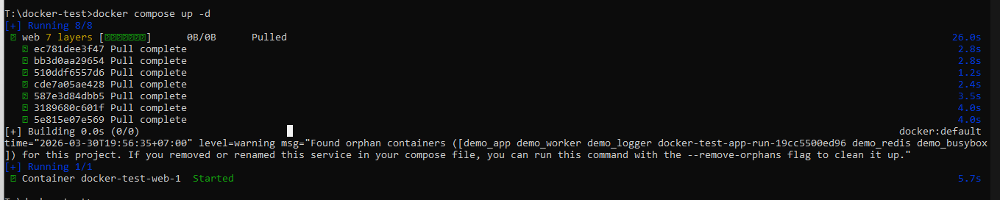 T:\docker-test>docker compose up -d
[+] Running 8/8
web 7 layers [] 0B/0B Pulled 26.0s
ec781dee3f47 Pull complete 2.8s
bb3d0aa29654 Pull complete 2.8s
510ddf6557d6 Pull complete 1.2s
cde7a05ae428 Pull complete 2.4s
587e3d84dbb5 Pull complete 3.5s
3189680c601f Pull complete 4.0s
5e815e07e569 Pull complete 4.0s
[+] Building 0.0s (0/0) docker:default
time="2026-03-30T19:56:35+07:00" level=warning msg="Found orphan containers ([demo_app demo_worker demo_logger docker-test-app-run-19cc5500ed96 demo_redis demo_busybox
]) for this project. If you removed or renamed this service in your compose file, you can run this command with the --remove-orphans flag to clean it up."
[+] Running 1/1
Container docker-test-web-1 Started 5.7s